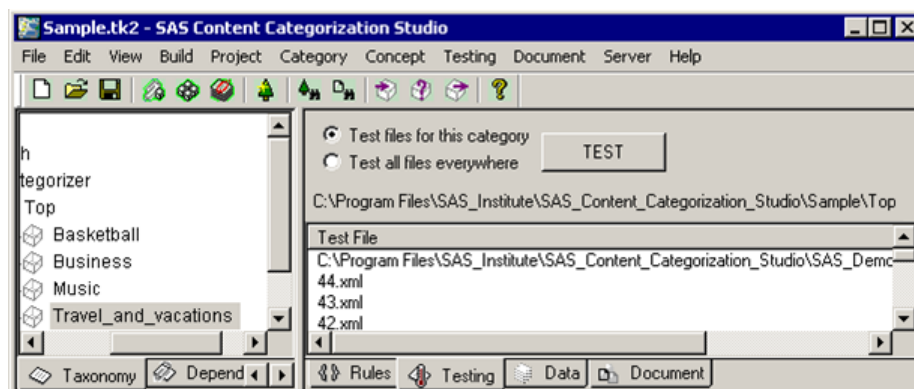 Sample.tk2 - SAS Content Categorization Studio
File Edit View Build Project Category Concept Testing Document Server Help
h
tegorizer
Top
Basketball
Business
Music
Travel_and_vacations
Taxonomy Depend
Test files for this category
Test all files everywhere
TEST
C:\Program Files\SAS_Institute\SAS_Content_Categorization_Studio\Sample\Top
Test File
C:\Program Files\SAS_Institute\SAS_Content_Categorization_Studio\SAS_Demo
44.xml
43.xml
42.xml
Rules Testing Data Document